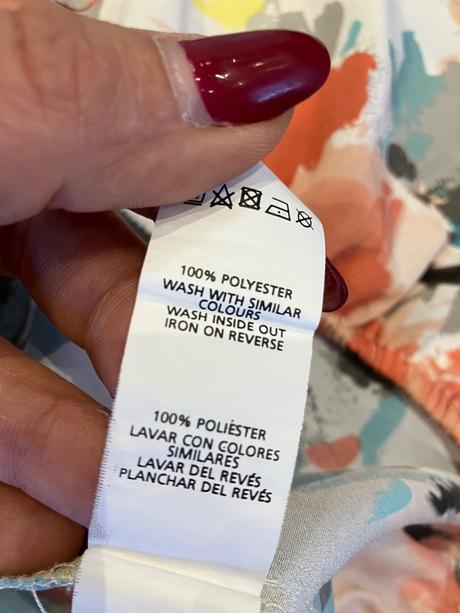 100% POLYESTER
WASH WITH SIMILAR
COLOURS
WASH INSIDE OUT
IRON ON REVERSE
100% POLIÉSTER
LAVAR CON COLORES
SIMILARES
LAVAR DEL REVÉS
PLANCHAR DEL REVÉS